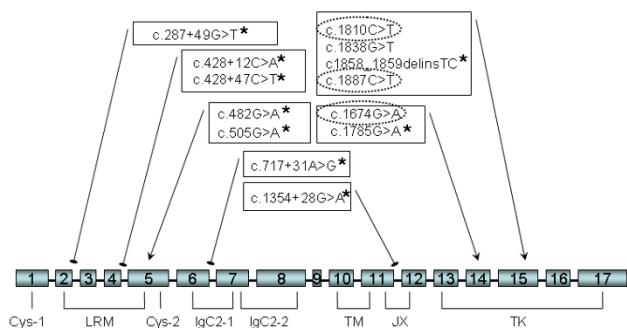 c.287+49G>T*
c.428+12C>A*
c.428+47C>T*
c.482G>A*
c.505G>A*
c.717+31A>G*
c.1354+28G>A*
c.1810C>T
c.1838G>T
c1858_1859delinsTC*
c.1887C>T
c.1674G>A
c.1785G>A*
1 2 3 4 5 6 7 8 9 10 11 12 13 14 15 16 17
Cys-1 LRM Cys-2 IgC2-1 IgC2-2 TM JX TK